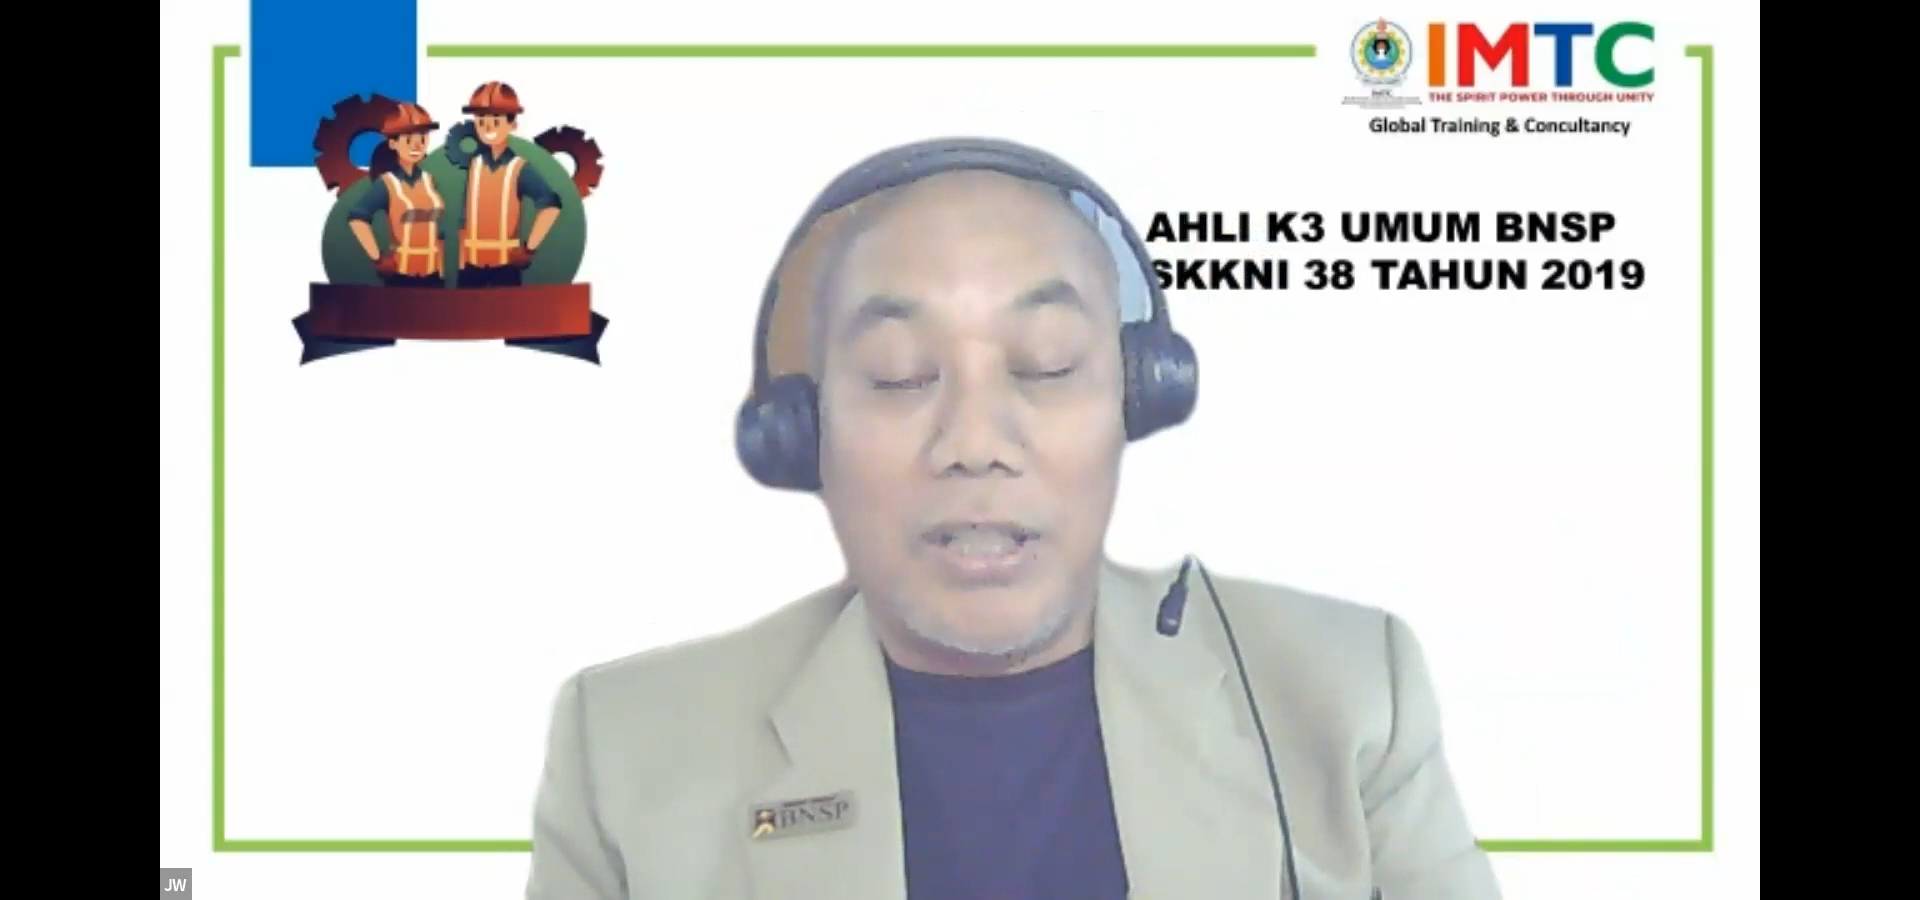 IMTC
THE SPIRIT POWER THROUGH UNITY
Global Training & Concultancy
AHLI K3 UMUM BNSP
SKKNI 38 TAHUN 2019
BNSP
JW